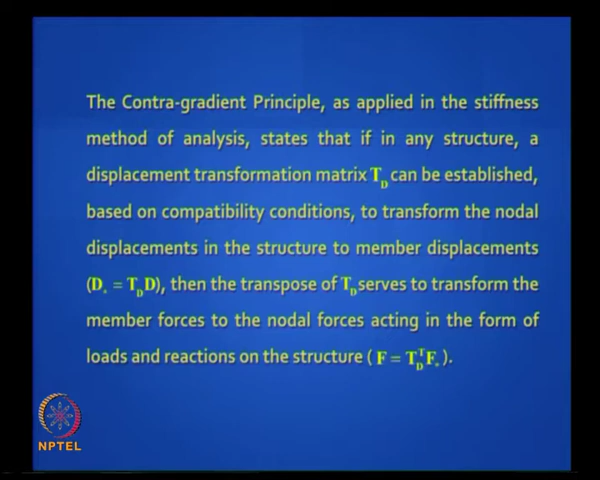 The Contra-gradient Principle, as applied in the stiffness
method of analysis, states that if in any structure, a
displacement transformation matrix T_D can be established,
based on compatibility conditions, to transform the nodal
displacements in the structure to member displacements
(D_* = T_D D), then the transpose of T_D serves to transform the
member forces to the nodal forces acting in the form of
loads and reactions on the structure ( F = T_D^T F_* ).
NPTEL